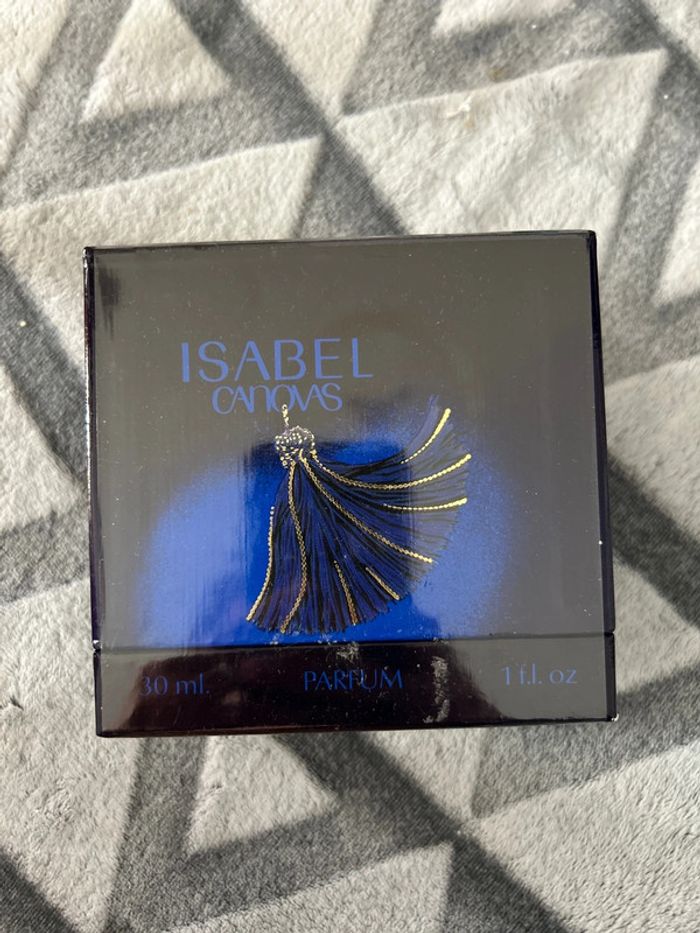 ISABEL
CANOVAS
30 ml. PARFUM 1 f.l. oz